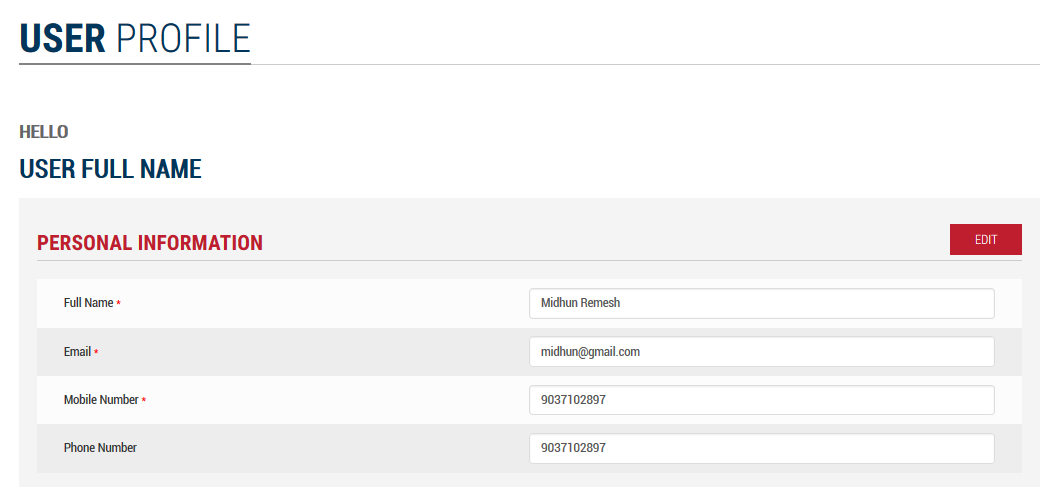 USER PROFILE
HELLO
USER FULL NAME
PERSONAL INFORMATION EDIT
Full Name * Midhun Remesh
Email * midhun@gmail.com
Mobile Number * 9037102897
Phone Number 9037102897